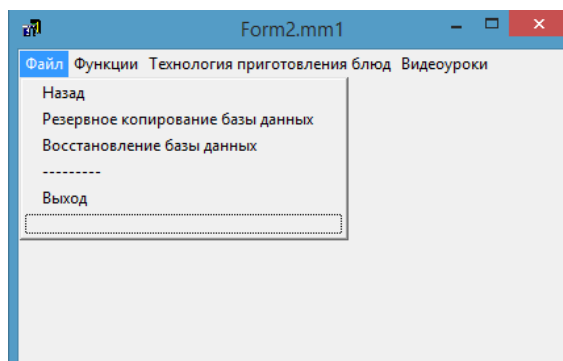 Form2.mm1
Файл Функции Технология приготовления блюд Видеоуроки
Назад
Резервное копирование базы данных
Восстановление базы данных
---------
Выход